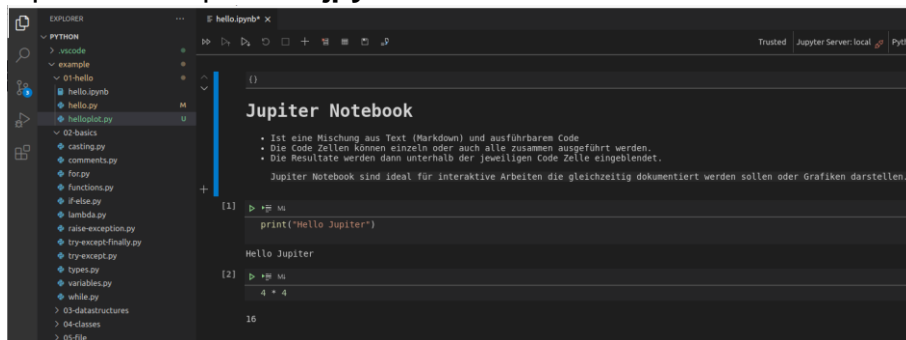 EXPLORER
PYTHON
.vscode
example
01-hello
hello.ipynb
hello.py M
helloplot.py U
02-basics
casting.py
comments.py
for.py
functions.py
if-else.py
lambda.py
raise-exception.py
try-except-finally.py
try-except.py
types.py
variables.py
while.py
03-datastructures
04-classes
05-file
3
hello.ipynb*
Trusted Jupyter Server: local Pyth
{}
Jupiter Notebook
• Ist eine Mischung aus Text (Markdown) und ausführbarem Code
• Die Code Zellen können einzeln oder auch alle zusammen ausgeführt werden.
• Die Resultate werden dann unterhalb der jeweiligen Code Zelle eingeblendet.
Jupiter Notebook sind ideal für interaktive Arbeiten die gleichzeitig dokumentiert werden sollen oder Grafiken darstellen.
[1]
print("Hello Jupiter")
Hello Jupiter
[2]
4 * 4
16